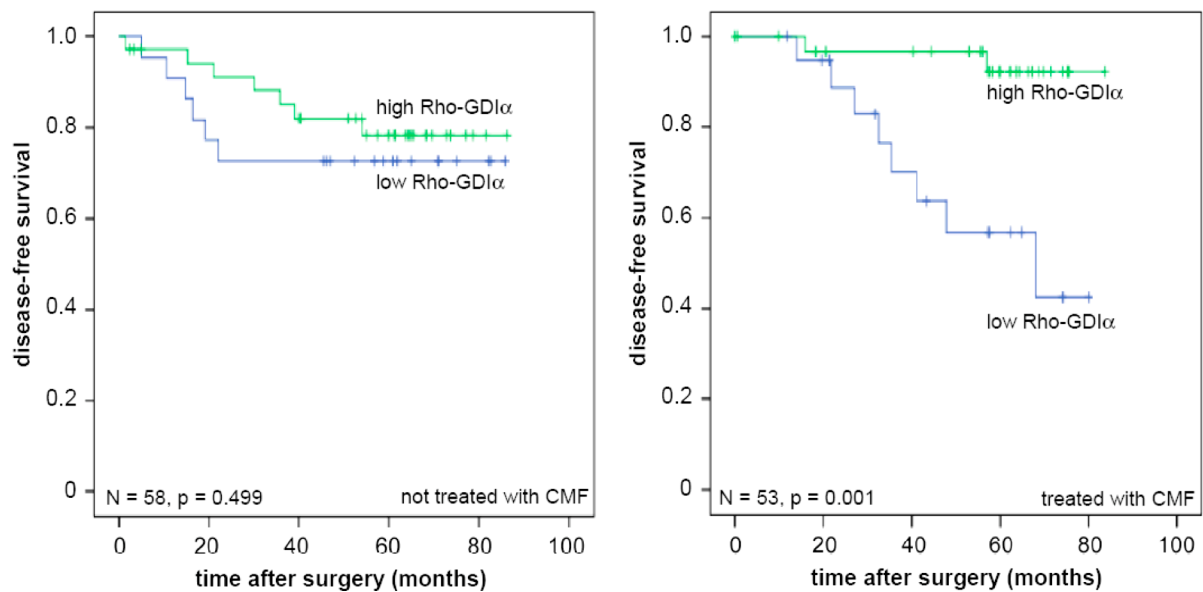 1.0
0.8
0.6
0.4
0.2
0
disease-free survival
high Rho-GDIα
low Rho-GDIα
N = 58, p = 0.499
not treated with CMF
0 20 40 60 80 100
time after surgery (months)
1.0
0.8
0.6
0.4
0.2
0
disease-free survival
high Rho-GDIα
low Rho-GDIα
N = 53, p = 0.001
treated with CMF
0 20 40 60 80 100
time after surgery (months)